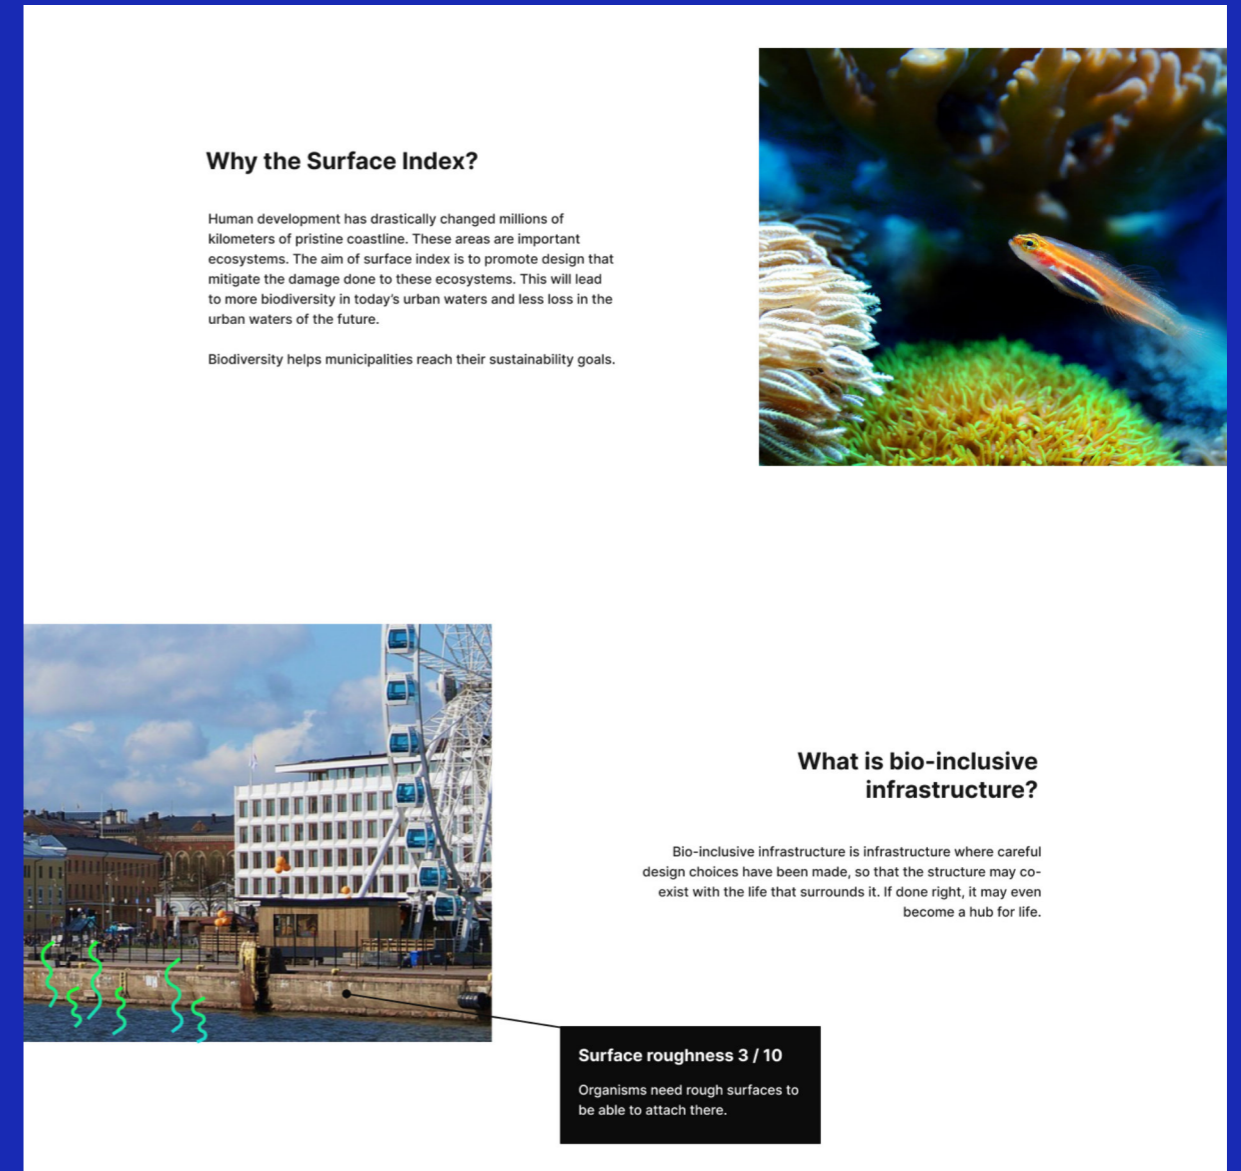 Why the Surface Index?
Human development has drastically changed millions of
kilometers of pristine coastline. These areas are important
ecosystems. The aim of surface index is to promote design that
mitigate the damage done to these ecosystems. This will lead
to more biodiversity in today's urban waters and less loss in the
urban waters of the future.
Biodiversity helps municipalities reach their sustainability goals.
What is bio-inclusive
infrastructure?
Bio-inclusive infrastructure is infrastructure where careful
design choices have been made, so that the structure may co-
exist with the life that surrounds it. If done right, it may even
become a hub for life.
Surface roughness 3 / 10
Organisms need rough surfaces to
be able to attach there.